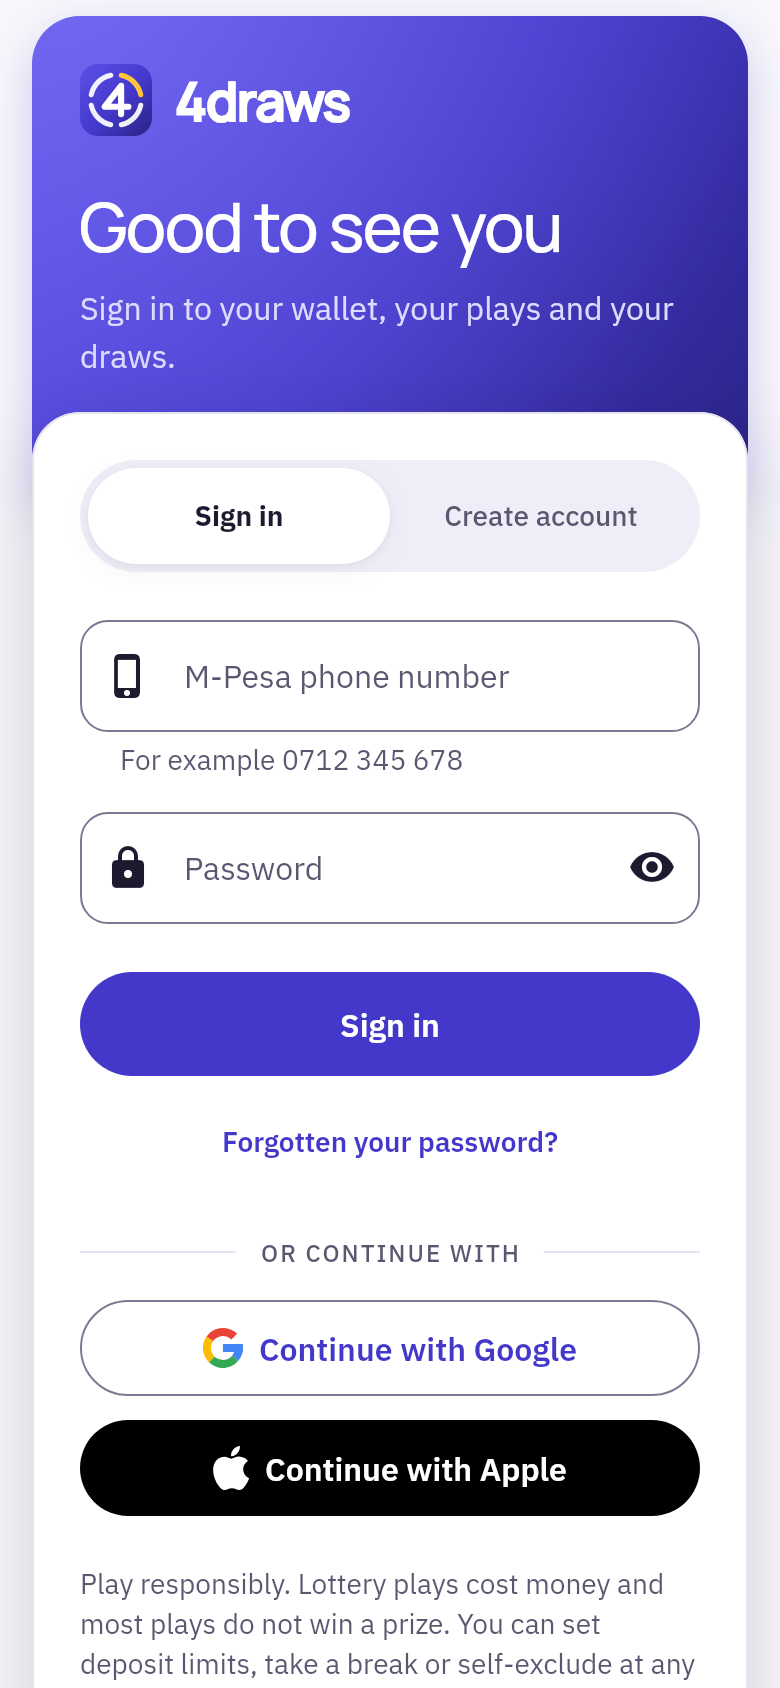 4 4draws
Good to see you
Sign in to your wallet, your plays and your
draws.
Sign in Create account
M-Pesa phone number
For example 0712 345 678
Password
Sign in
Forgotten your password?
OR CONTINUE WITH
Continue with Google
Continue with Apple
Play responsibly. Lottery plays cost money and
most plays do not win a prize. You can set
deposit limits, take a break or self-exclude at any